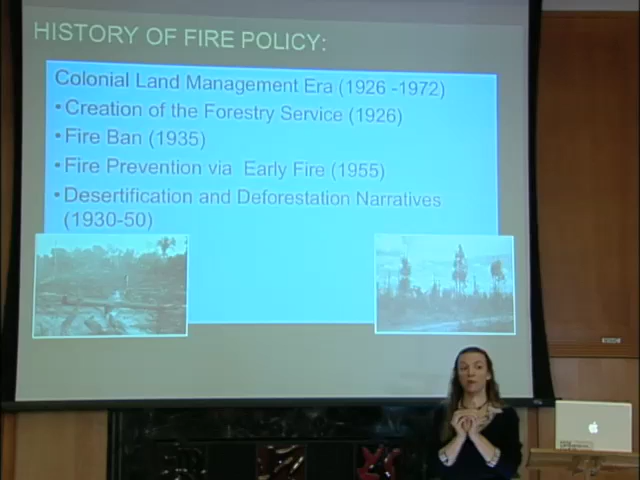 HISTORY OF FIRE POLICY:
Colonial Land Management Era (1926 -1972)
•Creation of the Forestry Service (1926)
•Fire Ban (1935)
•Fire Prevention via Early Fire (1955)
•Desertification and Deforestation Narratives
(1930-50)